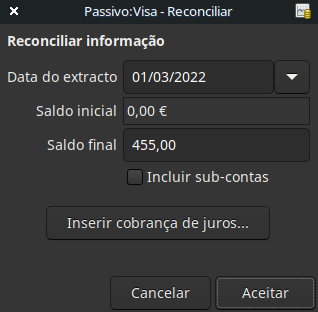 Passivo:Visa - Reconciliar
Reconciliar informação
Data do extracto 01/03/2022
Saldo inicial 0,00 €
Saldo final 455,00
Incluir sub-contas
Inserir cobrança de juros...
Cancelar Aceitar